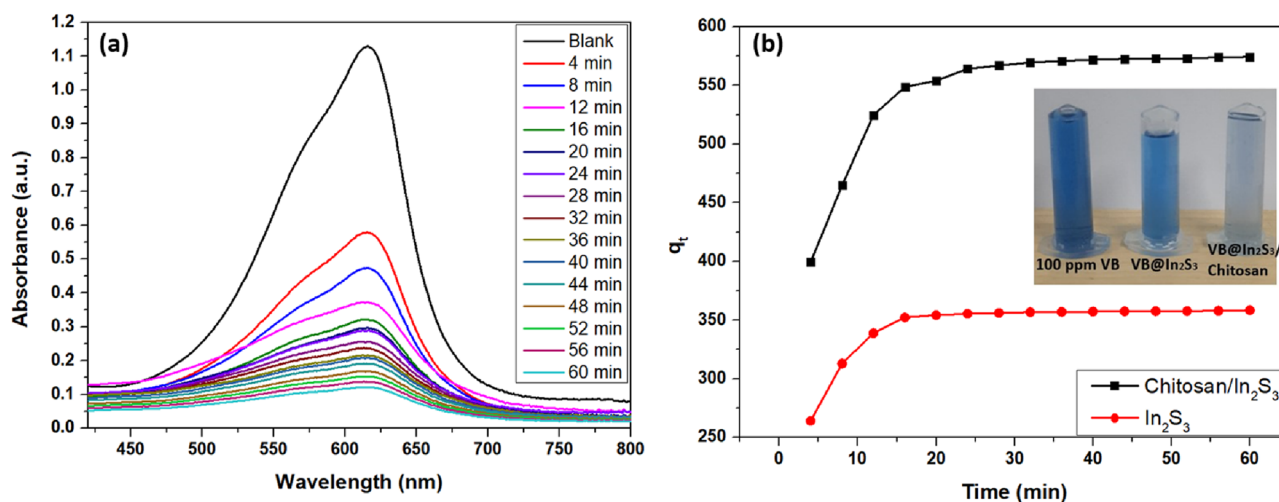 (a)
1.2
1.1
1.0
0.9
0.8
0.7
0.6
0.5
0.4
0.3
0.2
0.1
0.0
Absorbance (a.u.)
450 500 550 600 650 700 750 800
Wavelength (nm)
Blank
4 min
8 min
12 min
16 min
20 min
24 min
28 min
32 min
36 min
40 min
44 min
48 min
52 min
56 min
60 min
(b)
600
550
500
450
400
350
300
250
qₜ
0 10 20 30 40 50 60
Time (min)
100 ppm VB
VB@In₂S₃
VB@In₂S₃/
Chitosan
Chitosan/In₂S₃
In₂S₃